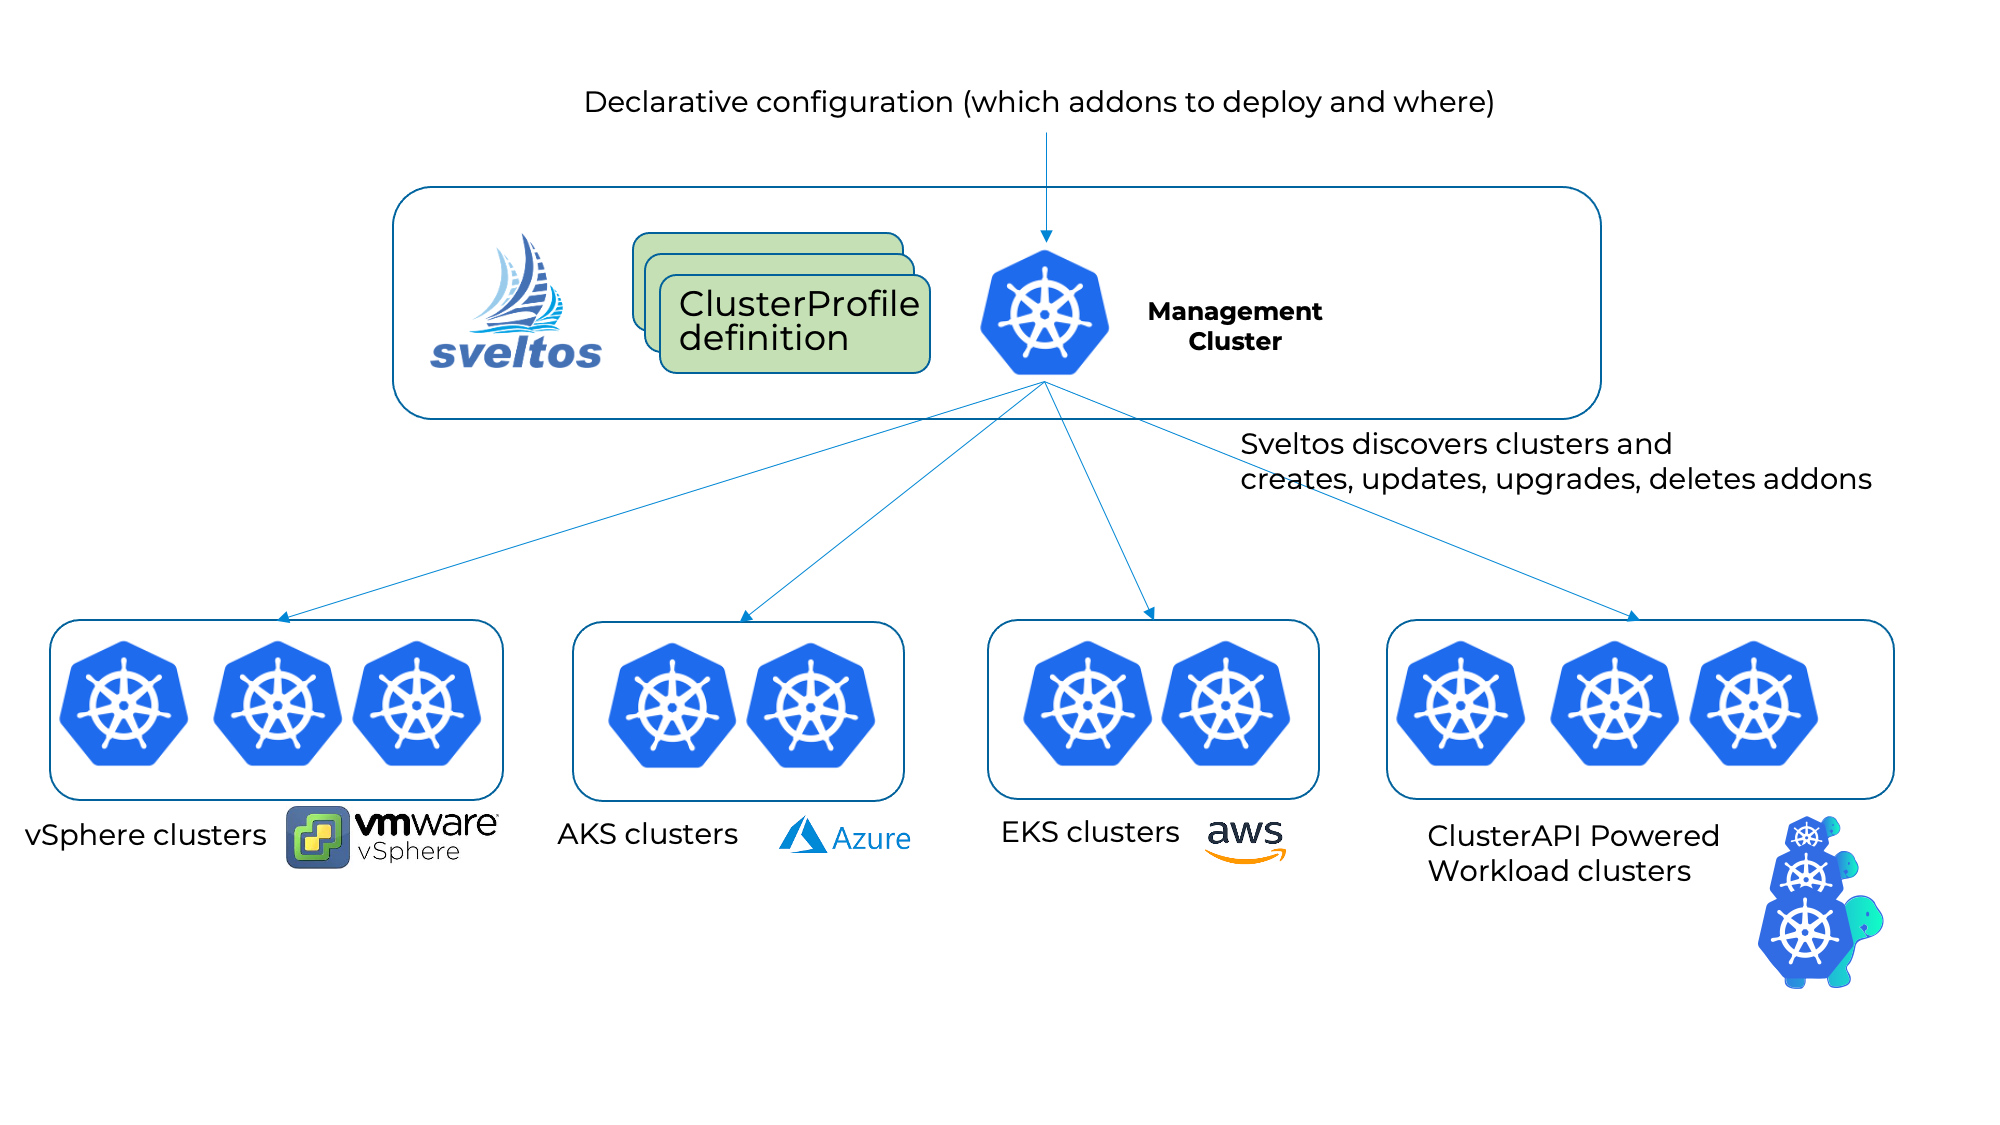 Declarative configuration (which addons to deploy and where)
sveltos
ClusterProfile
definition
Management
Cluster
Sveltos discovers clusters and
creates, updates, upgrades, deletes addons
vSphere clusters
vmware
vSphere
AKS clusters
Azure
EKS clusters
aws
ClusterAPI Powered
Workload clusters